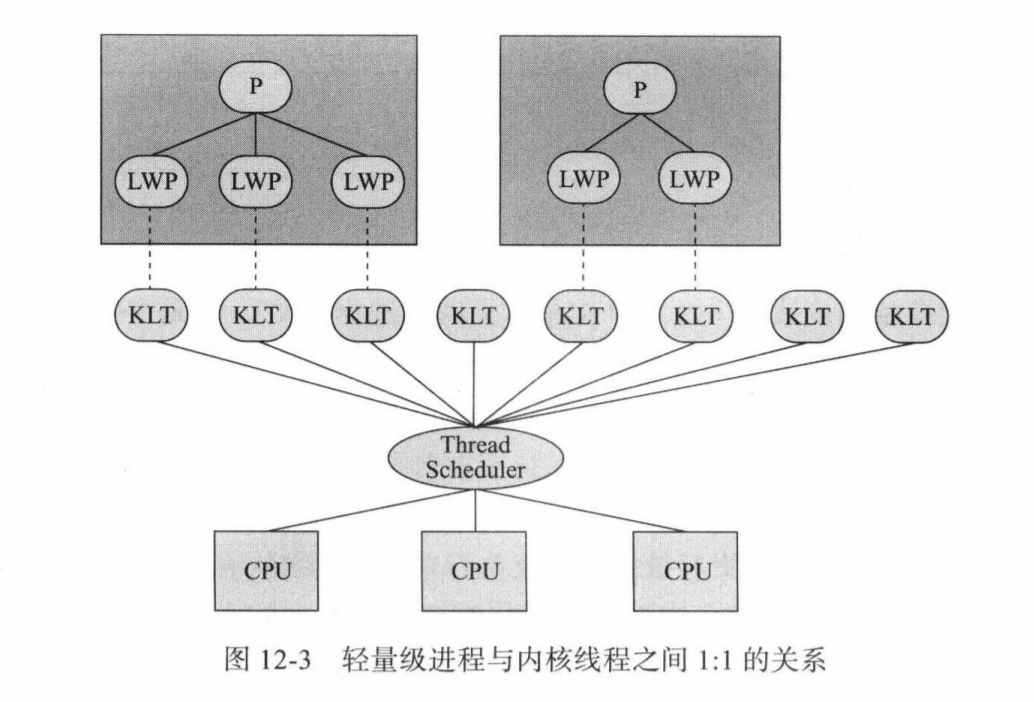 P P
LWP LWP LWP LWP LWP
KLT KLT KLT KLT KLT KLT KLT KLT
Thread
Scheduler
CPU CPU CPU
图 12-3 轻量级进程与内核线程之间 1:1 的关系